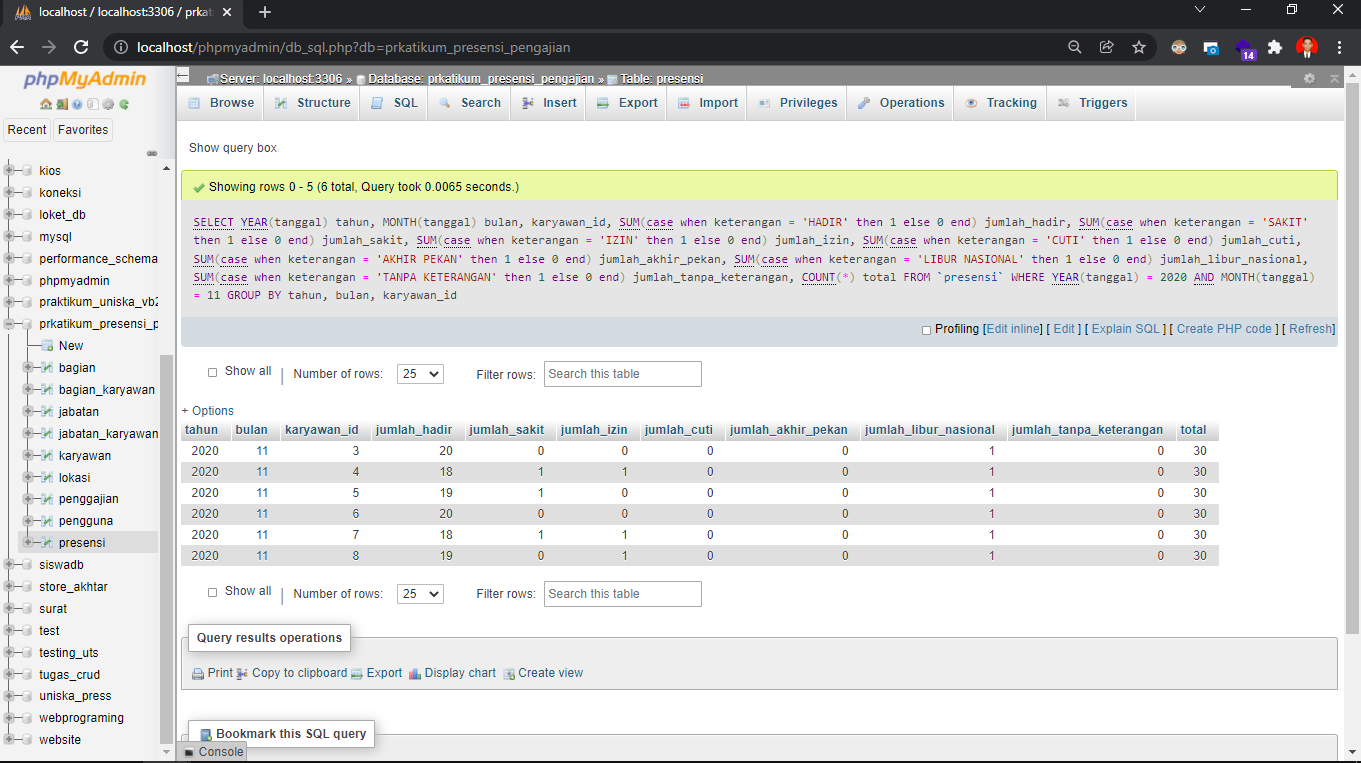 localhost / localhost:3306 / prkat
localhost/phpmyadmin/db_sql.php?db=prkatikum_presensi_pengajian
14
phpMyAdmin
Recent
Favorites
kios
koneksi
loket_db
mysql
performance_schema
phpmyadmin
praktikum_uniska_vb2
prkatikum_presensi_p
New
bagian
bagian_karyawan
jabatan
jabatan_karyawan
karyawan
lokasi
penggajian
pengguna
presensi
siswadb
store_akhtar
surat
test
testing_uts
tugas_crud
uniska_press
webprograming
website
Server: localhost:3306 » Database: prkatikum_presensi_pengajian » Table: presensi
Browse Structure SQL Search Insert Export Import Privileges Operations Tracking Triggers
Show query box
Showing rows 0 - 5 (6 total, Query took 0.0065 seconds.)
SELECT YEAR(tanggal) tahun, MONTH(tanggal) bulan, karyawan_id, SUM(case when keterangan = 'HADIR' then 1 else 0 end) jumlah_hadir, SUM(case when keterangan = 'SAKIT'
then 1 else 0 end) jumlah_sakit, SUM(case when keterangan = 'IZIN' then 1 else 0 end) jumlah_izin, SUM(case when keterangan = 'CUTI' then 1 else 0 end) jumlah_cuti,
SUM(case when keterangan = 'AKHIR PEKAN' then 1 else 0 end) jumlah_akhir_pekan, SUM(case when keterangan = 'LIBUR NASIONAL' then 1 else 0 end) jumlah_libur_nasional,
SUM(case when keterangan = 'TANPA KETERANGAN' then 1 else 0 end) jumlah_tanpa_keterangan, COUNT(*) total FROM `presensi` WHERE YEAR(tanggal) = 2020 AND MONTH(tanggal)
= 11 GROUP BY tahun, bulan, karyawan_id
Profiling [Edit inline] [ Edit ] [ Explain SQL ] [ Create PHP code ] [ Refresh]
Show all | Number of rows: 25 Filter rows: Search this table
+ Options
tahun bulan karyawan_id jumlah_hadir jumlah_sakit jumlah_izin jumlah_cuti jumlah_akhir_pekan jumlah_libur_nasional jumlah_tanpa_keterangan total
2020 11 3 20 0 0 0 0 1 0 30
2020 11 4 18 1 1 0 0 1 0 30
2020 11 5 19 1 0 0 0 1 0 30
2020 11 6 20 0 0 0 0 1 0 30
2020 11 7 18 1 1 0 0 1 0 30
2020 11 8 19 0 1 0 0 1 0 30
Show all | Number of rows: 25 Filter rows: Search this table
Query results operations
Print Copy to clipboard Export Display chart Create view
Bookmark this SQL query
Console